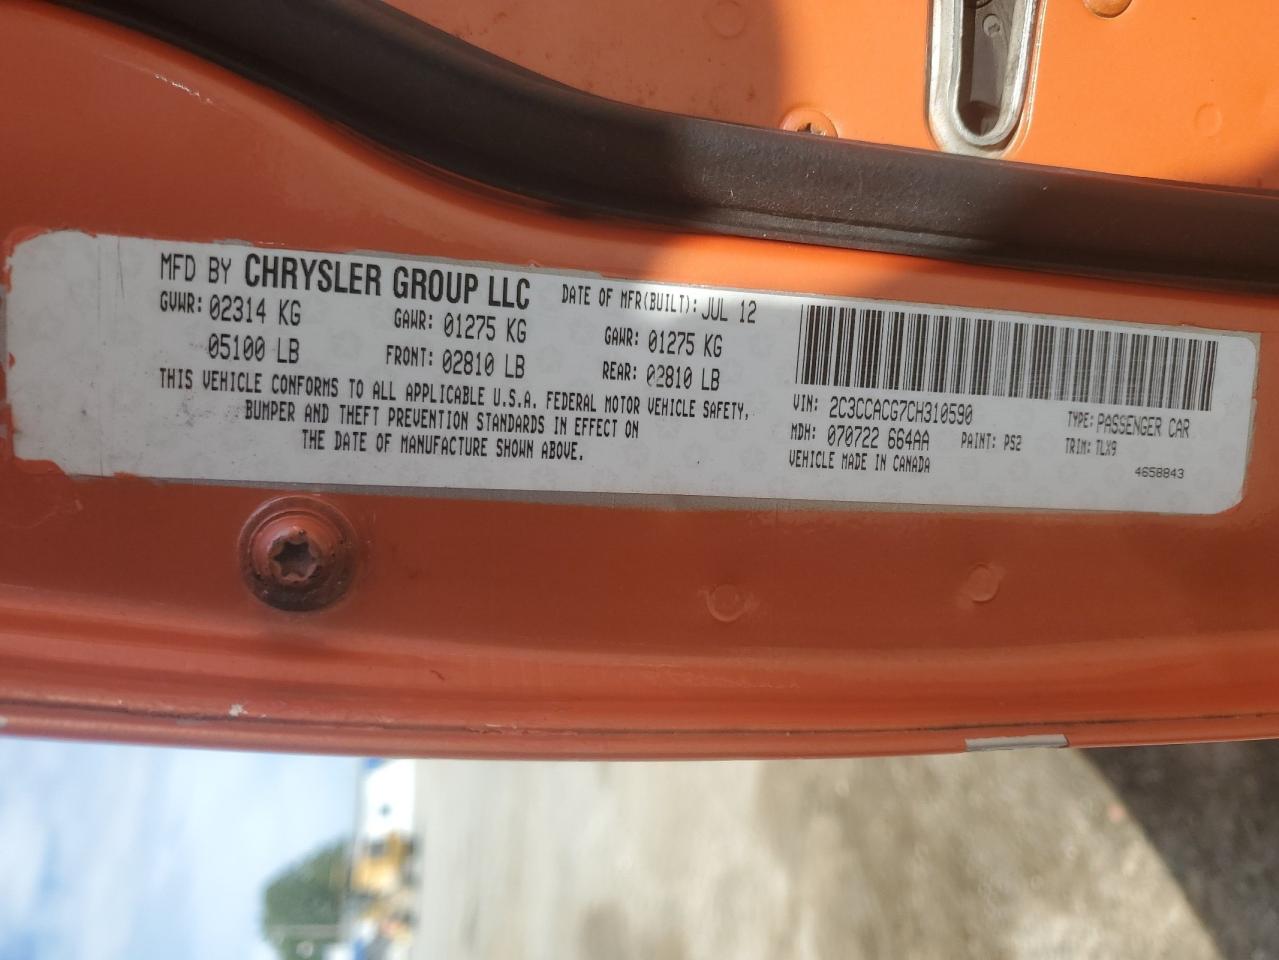 MFD BY CHRYSLER GROUP LLC DATE OF MFR(BUILT): JUL 12
GVWR: 02314 KG GAWR: 01275 KG GAWR: 01275 KG
05100 LB FRONT: 02810 LB REAR: 02810 LB
THIS VEHICLE CONFORMS TO ALL APPLICABLE U.S.A. FEDERAL MOTOR VEHICLE SAFETY,
BUMPER AND THEFT PREVENTION STANDARDS IN EFFECT ON
THE DATE OF MANUFACTURE SHOWN ABOVE.
VIN: 2C3CCACG7CH310590 TYPE: PASSENGER CAR
MDH: 070722 664AA PAINT: PS2 TRIM: TLX9
VEHICLE MADE IN CANADA 4658843